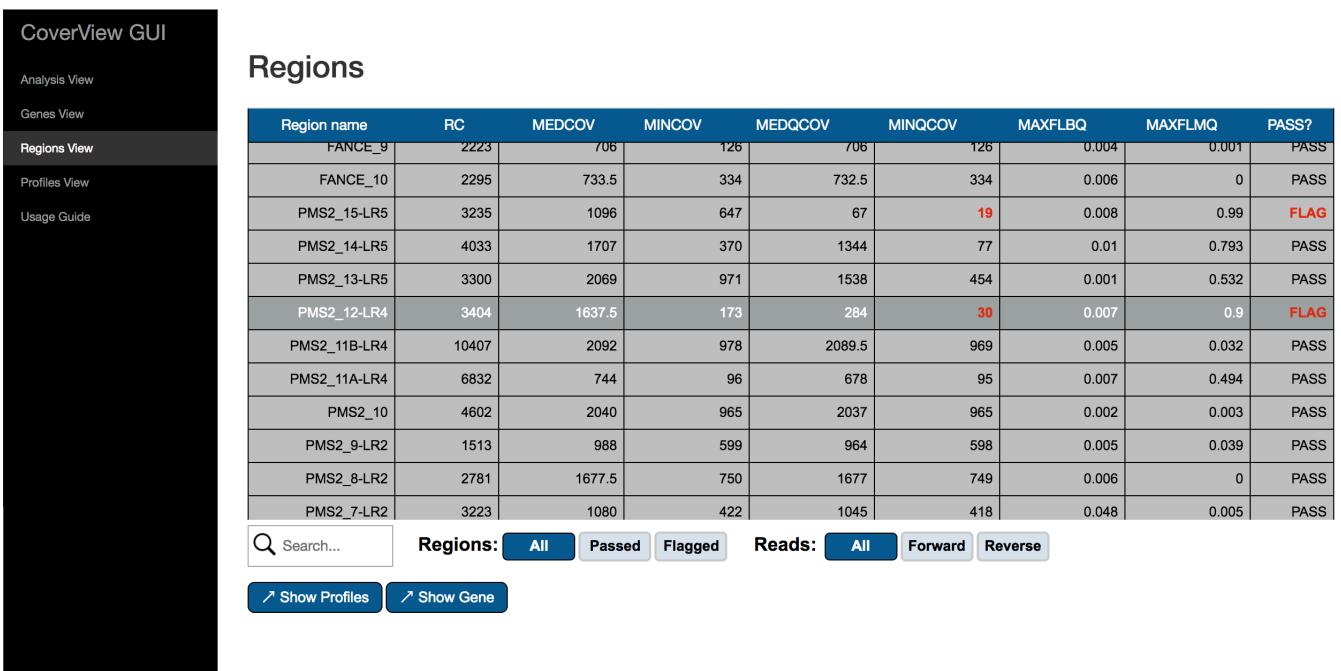 CoverView GUI
Analysis View
Genes View
Regions View
Profiles View
Usage Guide
Regions
Region name RC MEDCOV MINCOV MEDQCOV MINQCOV MAXFLBQ MAXFLMQ PASS?
FANCE_9 2223 706 126 706 126 0.004 0.001 PASS
FANCE_10 2295 733.5 334 732.5 334 0.006 0 PASS
PMS2_15-LR5 3235 1096 647 67 19 0.008 0.99 FLAG
PMS2_14-LR5 4033 1707 370 1344 77 0.01 0.793 PASS
PMS2_13-LR5 3300 2069 971 1538 454 0.001 0.532 PASS
PMS2_12-LR4 3404 1637.5 173 284 30 0.007 0.9 FLAG
PMS2_11B-LR4 10407 2092 978 2089.5 969 0.005 0.032 PASS
PMS2_11A-LR4 6832 744 96 678 95 0.007 0.494 PASS
PMS2_10 4602 2040 965 2037 965 0.002 0.003 PASS
PMS2_9-LR2 1513 988 599 964 598 0.005 0.039 PASS
PMS2_8-LR2 2781 1677.5 750 1677 749 0.006 0 PASS
PMS2_7-LR2 3223 1080 422 1045 418 0.048 0.005 PASS
Search... Regions: All Passed Flagged Reads: All Forward Reverse
↗ Show Profiles ↗ Show Gene